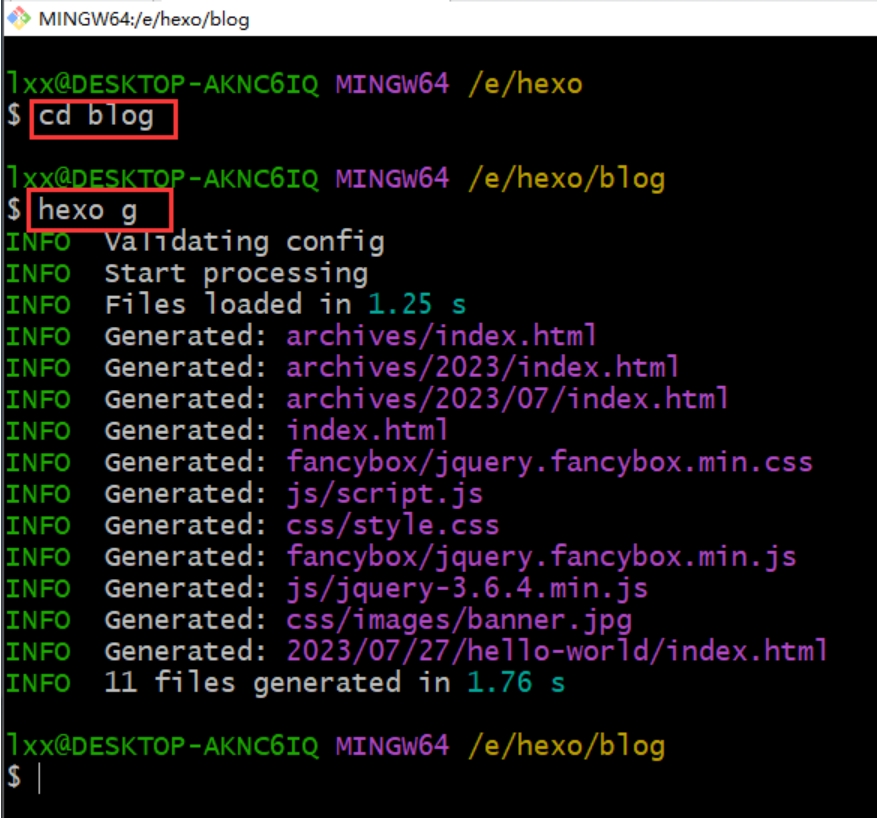 MINGW64:/e/hexo/blog
lxx@DESKTOP-AKNC6IQ MINGW64 /e/hexo
$ cd blog
lxx@DESKTOP-AKNC6IQ MINGW64 /e/hexo/blog
$ hexo g
INFO  Validating config
INFO  Start processing
INFO  Files loaded in 1.25 s
INFO  Generated: archives/index.html
INFO  Generated: archives/2023/index.html
INFO  Generated: archives/2023/07/index.html
INFO  Generated: index.html
INFO  Generated: fancybox/jquery.fancybox.min.css
INFO  Generated: js/script.js
INFO  Generated: css/style.css
INFO  Generated: fancybox/jquery.fancybox.min.js
INFO  Generated: js/jquery-3.6.4.min.js
INFO  Generated: css/images/banner.jpg
INFO  Generated: 2023/07/27/hello-world/index.html
INFO  11 files generated in 1.76 s
lxx@DESKTOP-AKNC6IQ MINGW64 /e/hexo/blog
$